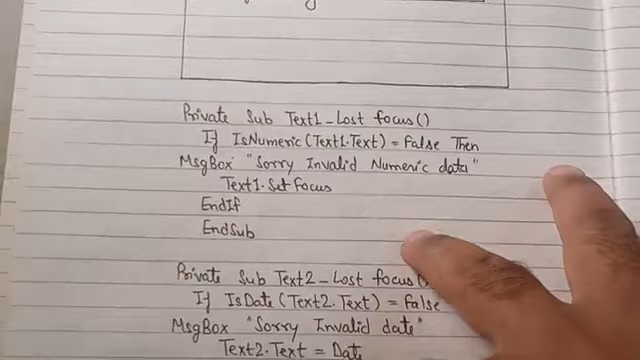 Private Sub Text1_Lost focus()
If IsNumeric(Text1.Text) = False Then
MsgBox "Sorry Invalid Numeric data"
Text1.Set Focus
EndIf
EndSub
Private Sub Text2_Lost focus()
If IsDate (Text2.Text) = False
MsgBox "Sorry Invalid date"
Text2.Text = Date